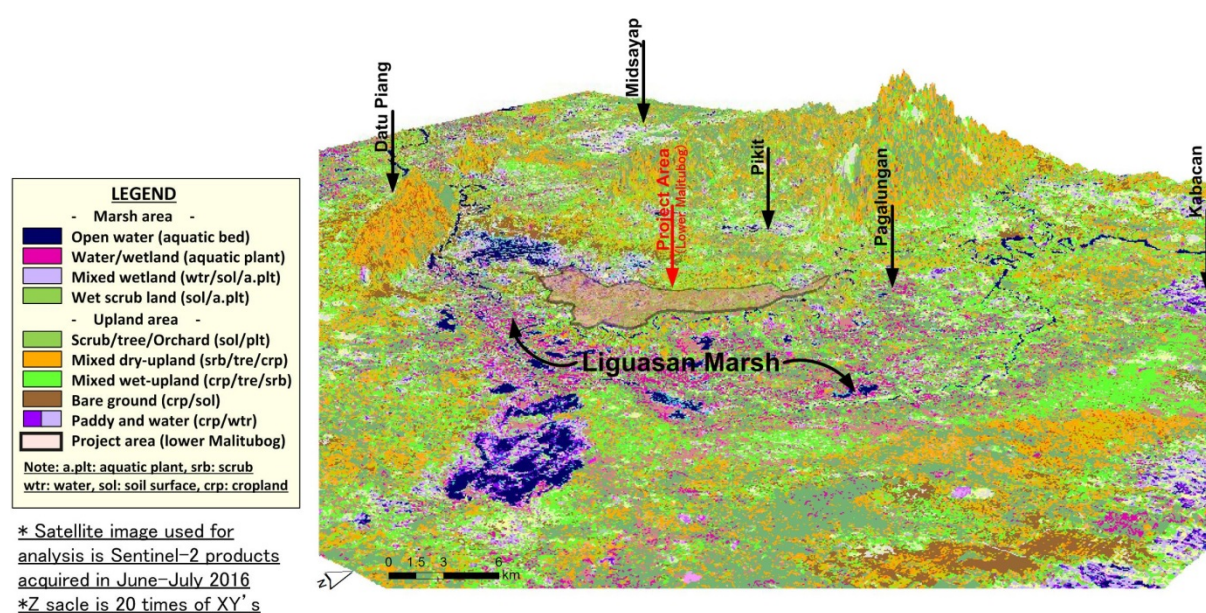 Datu Piang
Midsayap
Project Area
(Lower Malitubog)
Pikit
Pagalungan
Kabacan
Liguasan Marsh
LEGEND
- Marsh area -
Open water (aquatic bed)
Water/wetland (aquatic plant)
Mixed wetland (wtr/sol/a.plt)
Wet scrub land (sol/a.plt)
- Upland area -
Scrub/tree/Orchard (sol/plt)
Mixed dry-upland (srb/tre/crp)
Mixed wet-upland (crp/tre/srb)
Bare ground (crp/sol)
Paddy and water (crp/wtr)
Project area (lower Malitubog)
Note: a.plt: aquatic plant, srb: scrub
wtr: water, sol: soil surface, crp: cropland
* Satellite image used for
analysis is Sentinel-2 products
acquired in June-July 2016
*Z sacle is 20 times of XY's
N
0 1.5 3 6
km